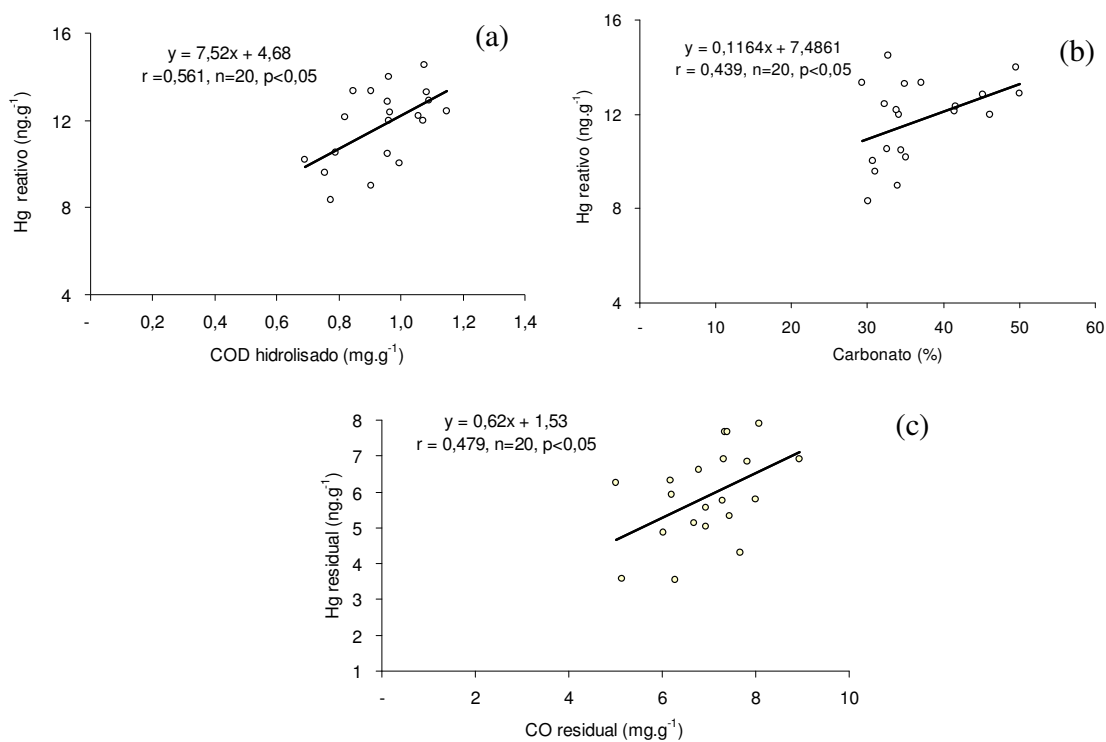 (a)
y = 7,52x + 4,68
r =0,561, n=20, p<0,05
Hg reativo (ng.g⁻¹)
16
12
8
4
- 0,2 0,4 0,6 0,8 1,0 1,2 1,4
COD hidrolisado (mg.g⁻¹)
(b)
y = 0,1164x + 7,4861
r = 0,439, n=20, p<0,05
Hg reativo (ng.g⁻¹)
16
12
8
4
- 10 20 30 40 50 60
Carbonato (%)
(c)
y = 0,62x + 1,53
r = 0,479, n=20, p<0,05
Hg residual (ng.g⁻¹)
8
7
6
5
4
3
2
1
- 2 4 6 8 10
CO residual (mg.g⁻¹)